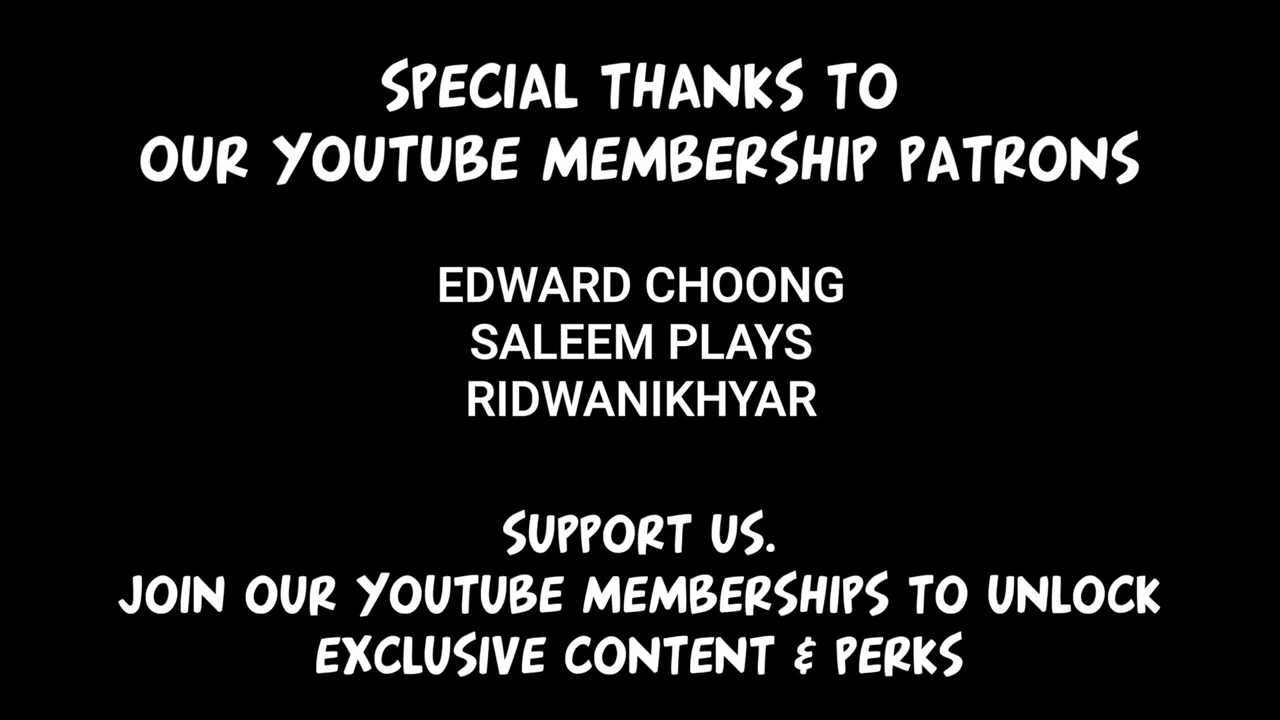 SPECIAL THANKS TO
OUR YOUTUBE MEMBERSHIP PATRONS
EDWARD CHOONG
SALEEM PLAYS
RIDWANIKHYAR
SUPPORT US.
JOIN OUR YOUTUBE MEMBERSHIPS TO UNLOCK
EXCLUSIVE CONTENT & PERKS